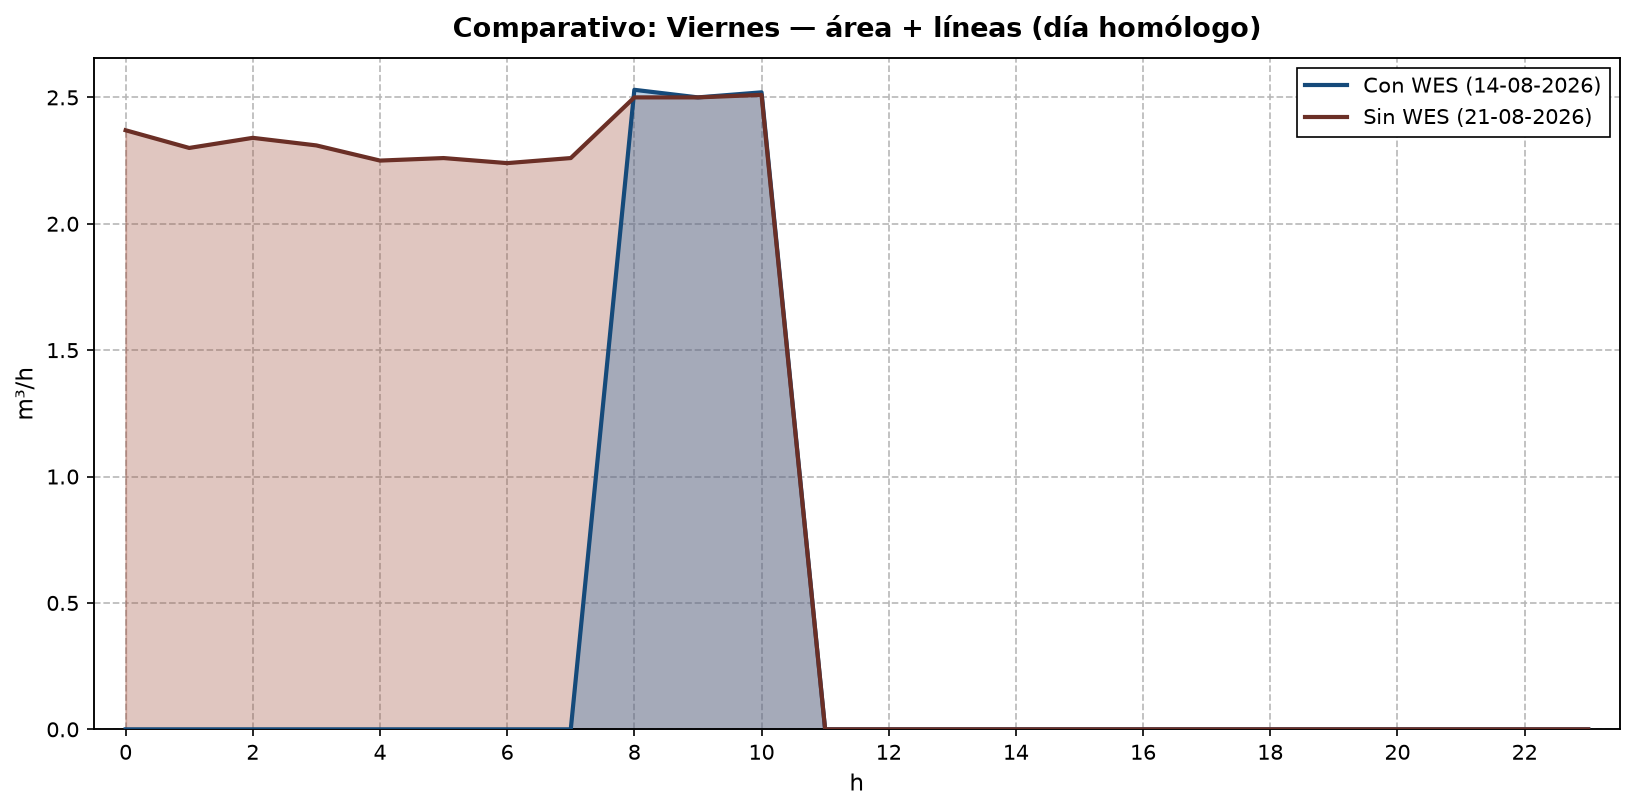 Comparativo: Viernes — área + líneas (día homólogo)
Con WES (14-08-2026)
Sin WES (21-08-2026)
m³/h
2.5
2.0
1.5
1.0
0.5
0.0
0 2 4 6 8 10 12 14 16 18 20 22
h